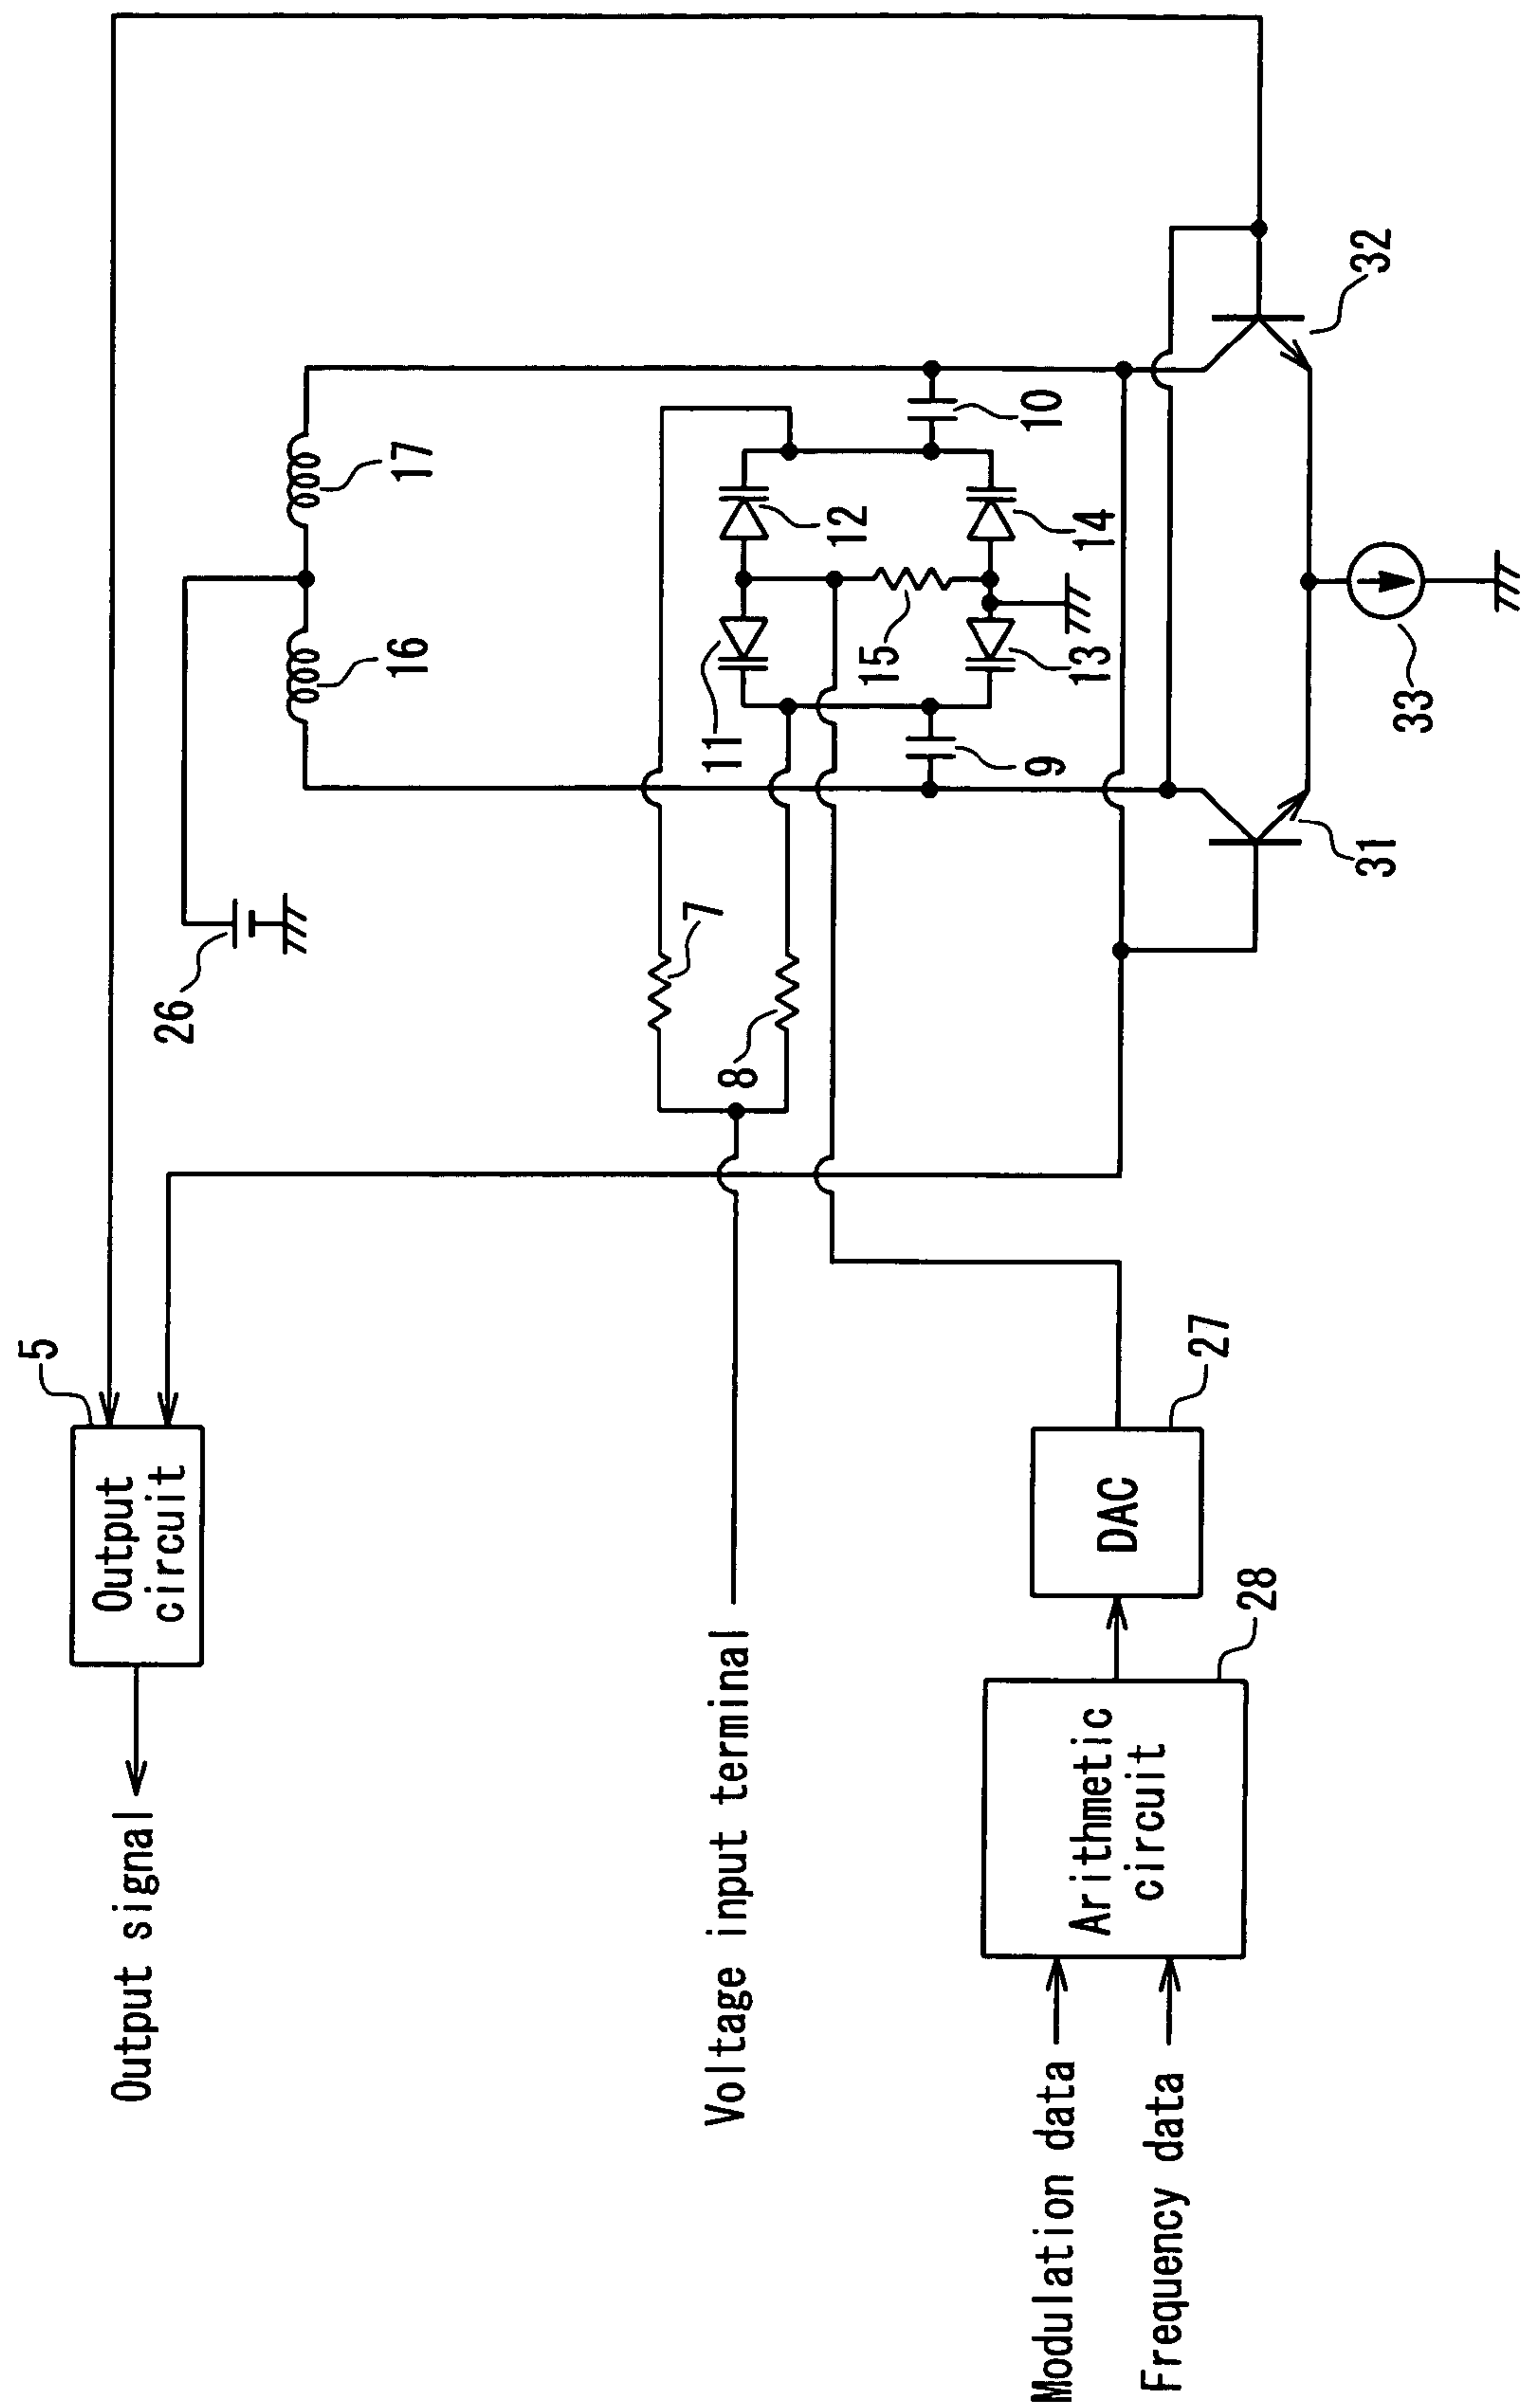 Output signal
Output
circuit
5
26
16
17
Voltage input terminal
8
7
11
12
15
9
10
13
14
Modulation data
Frequency data
Arithmetic
circuit
28
DAC
27
31
33
32